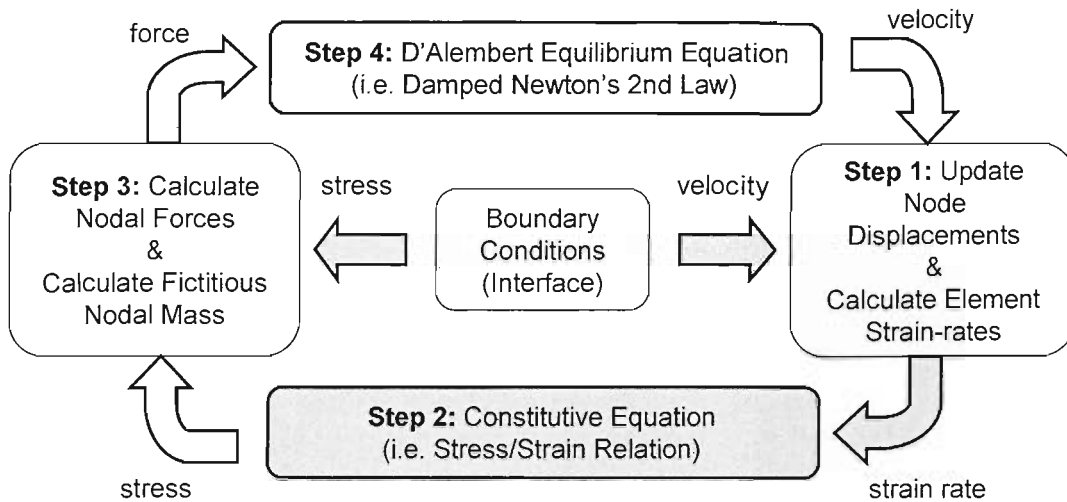 force
velocity
Step 4: D'Alembert Equilibrium Equation
(i.e. Damped Newton's 2nd Law)
Step 3: Calculate
Nodal Forces
&
Calculate Fictitious
Nodal Mass
stress
Boundary
Conditions
(Interface)
velocity
Step 1: Update
Node
Displacements
&
Calculate Element
Strain-rates
Step 2: Constitutive Equation
(i.e. Stress/Strain Relation)
stress
strain rate